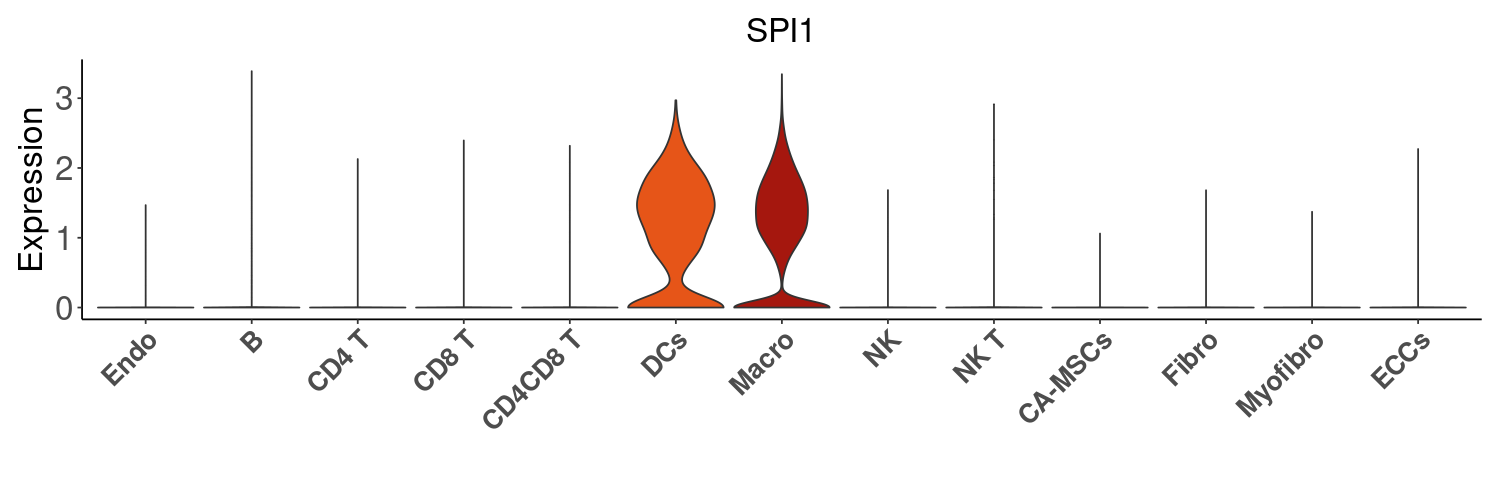 SPI1
Expression
3
2
1
0
Endo
B
CD4 T
CD8 T
CD4CD8 T
DCs
Macro
NK
NK T
CA-MSCs
Fibro
Myofibro
ECCs